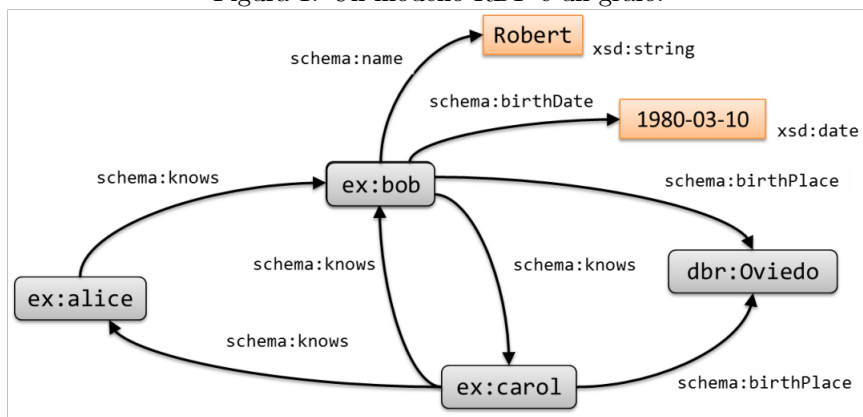 Robert
xsd:string
schema:name
schema:birthDate
1980-03-10
xsd:date
schema:knows
ex:bob
schema:birthPlace
schema:knows
schema:knows
dbr:Oviedo
ex:alice
schema:knows
ex:carol
schema:birthPlace